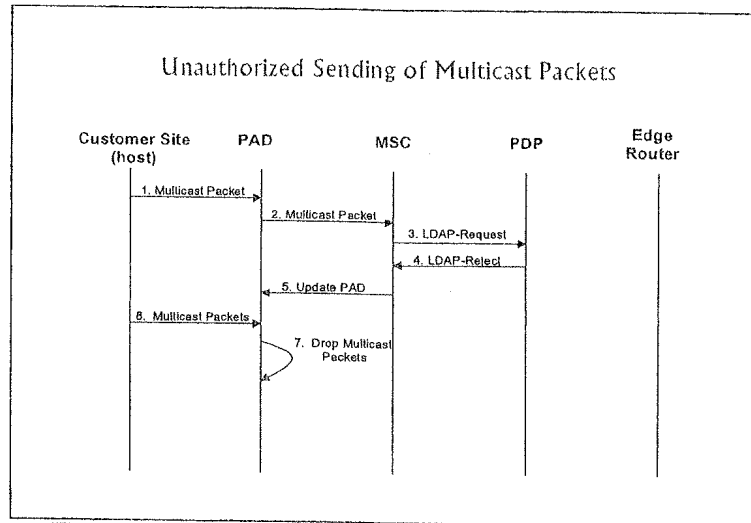 Unauthorized Sending of Multicast Packets
Customer Site
(host)
PAD
MSC
PDP
Edge
Router
1. Multicast Packet
2. Multicast Packet
3. LDAP-Request
4. LDAP-Reject
5. Update PAD
6. Multicast Packets
7. Drop Multicast
Packets